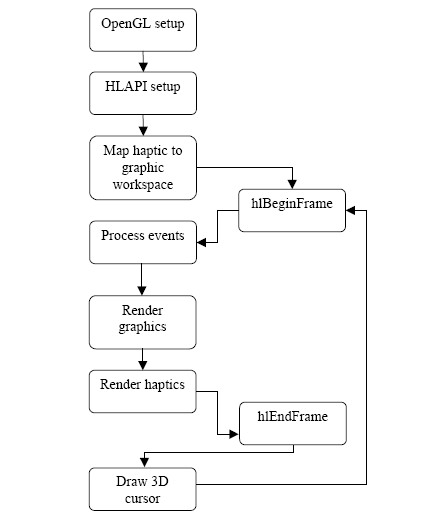 OpenGL setup
HLAPI setup
Map haptic to
graphic
workspace
hlBeginFrame
Process events
Render
graphics
Render haptics
hlEndFrame
Draw 3D
cursor